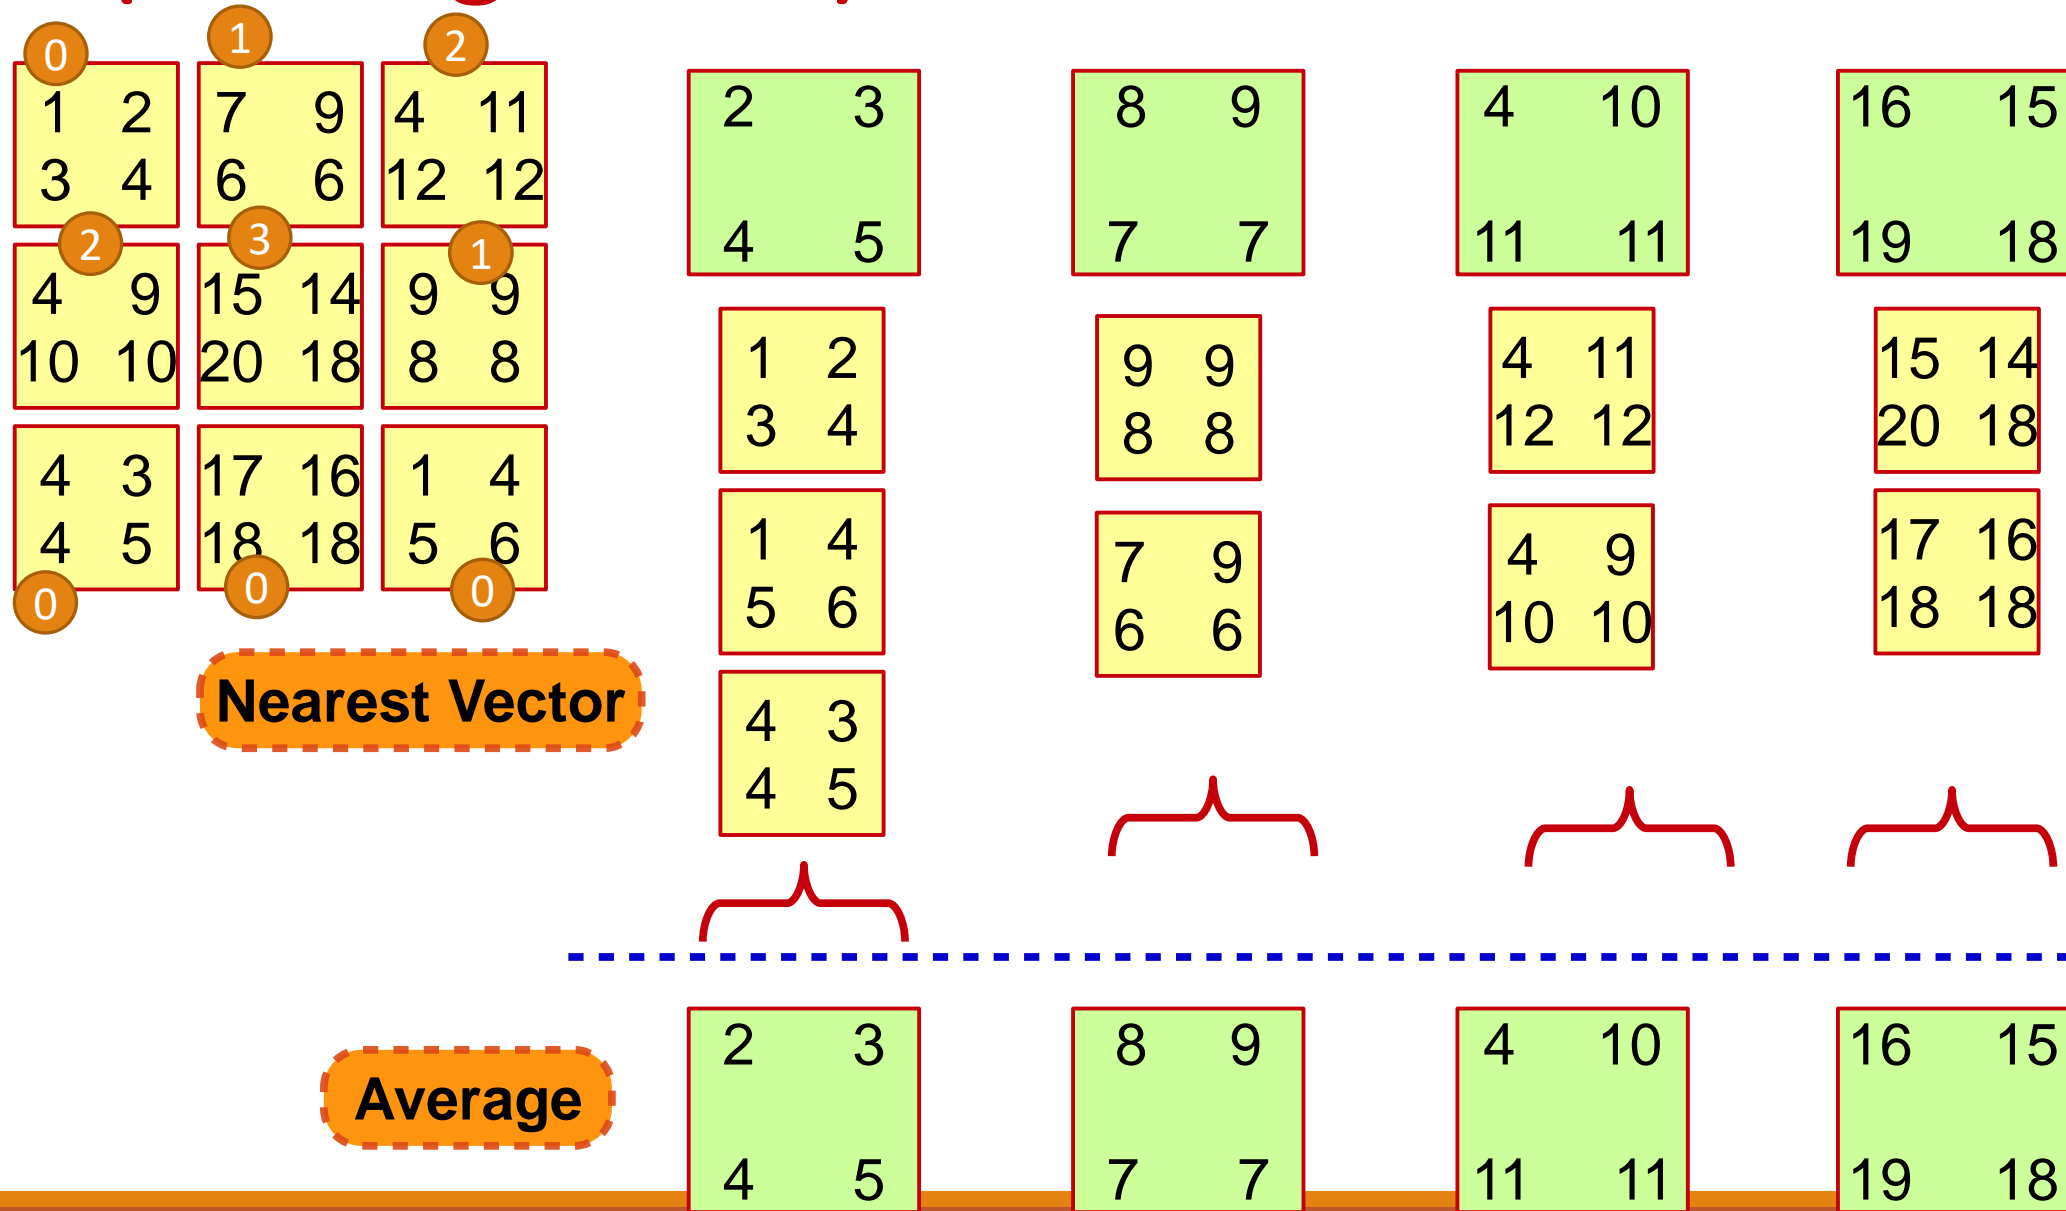 0 1 2
1 2 7 9 4 11
3 4 6 6 12 12
2 3 1
4 9 15 14 9 9
10 10 20 18 8 8
4 3 17 16 1 4
4 5 18 18 5 6
0 0 0
Nearest Vector
2 3 8 9 4 10 16 15
4 5 7 7 11 11 19 18
1 2 9 9 4 11 15 14
3 4 8 8 12 12 20 18
1 4 7 9 4 9 17 16
5 6 6 6 10 10 18 18
4 3
4 5
Average
2 3 8 9 4 10 16 15
4 5 7 7 11 11 19 18